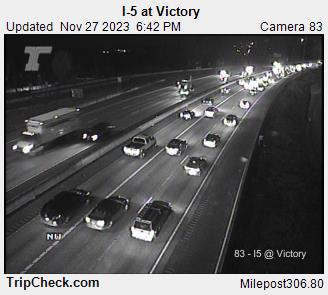 I-5 at Victory
Updated Nov 27 2023 6:42 PM Camera 83
T
83 - I5 @ Victory
TripCheck.com Milepost306.80